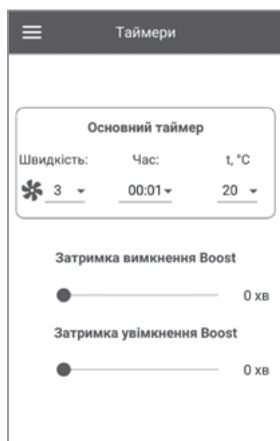 Таймери
Основний таймер
Швидкість: Час: t, °C
3 00:01 20
Затримка вимкнення Boost
0 хв
Затримка увімкнення Boost
0 хв